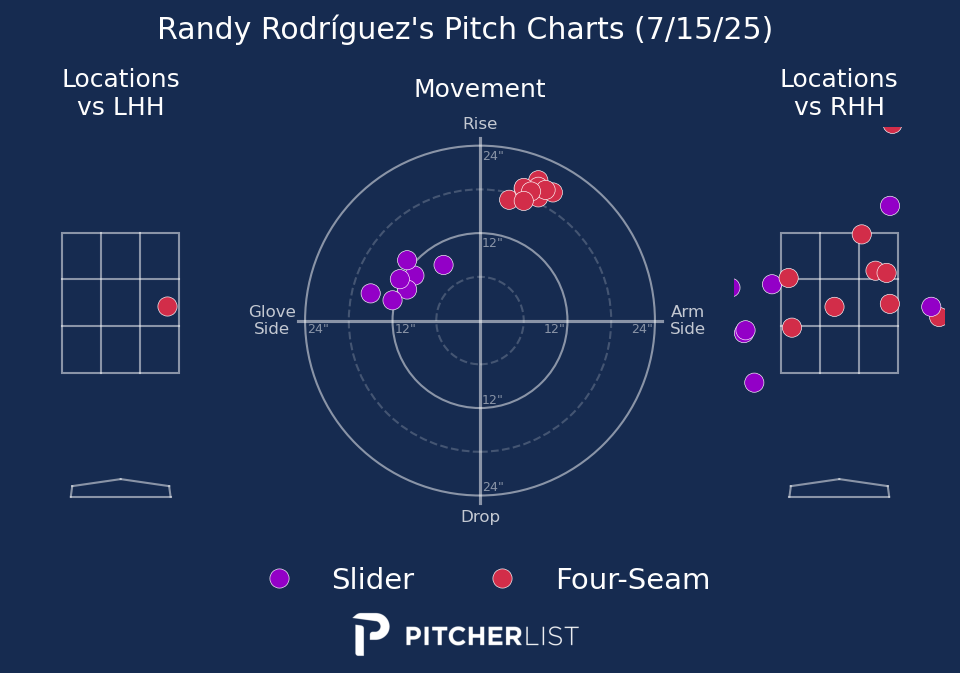 Randy Rodríguez's Pitch Charts (7/15/25)
Locations
vs LHH
Movement
Locations
vs RHH
Rise
24"
12"
Glove
Side
24"
12"
12"
24"
Arm
Side
12"
24"
Drop
Slider
Four-Seam
PITCHERLIST